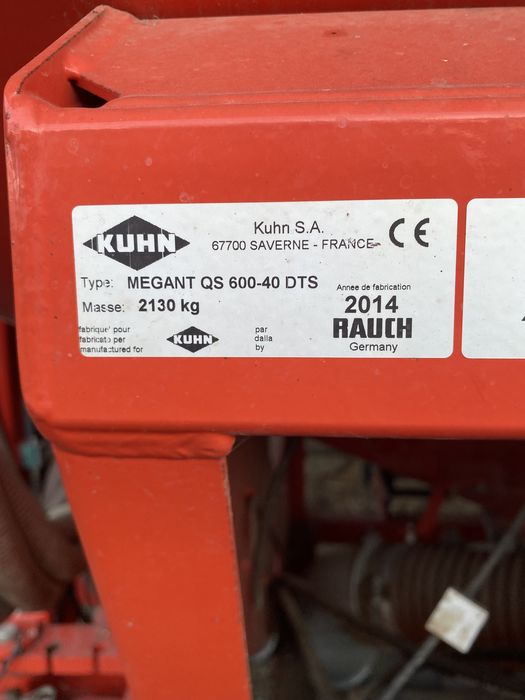 KUHN
Kuhn S.A.
67700 SAVERNE - FRANCE
CE
Type: MEGANT QS 600-40 DTS
Masse: 2130 kg
Annee de fabrication
2014
fabrique pour
fabricato per
manufactured for
KUHN
par
dalla
by
RAUCH
Germany